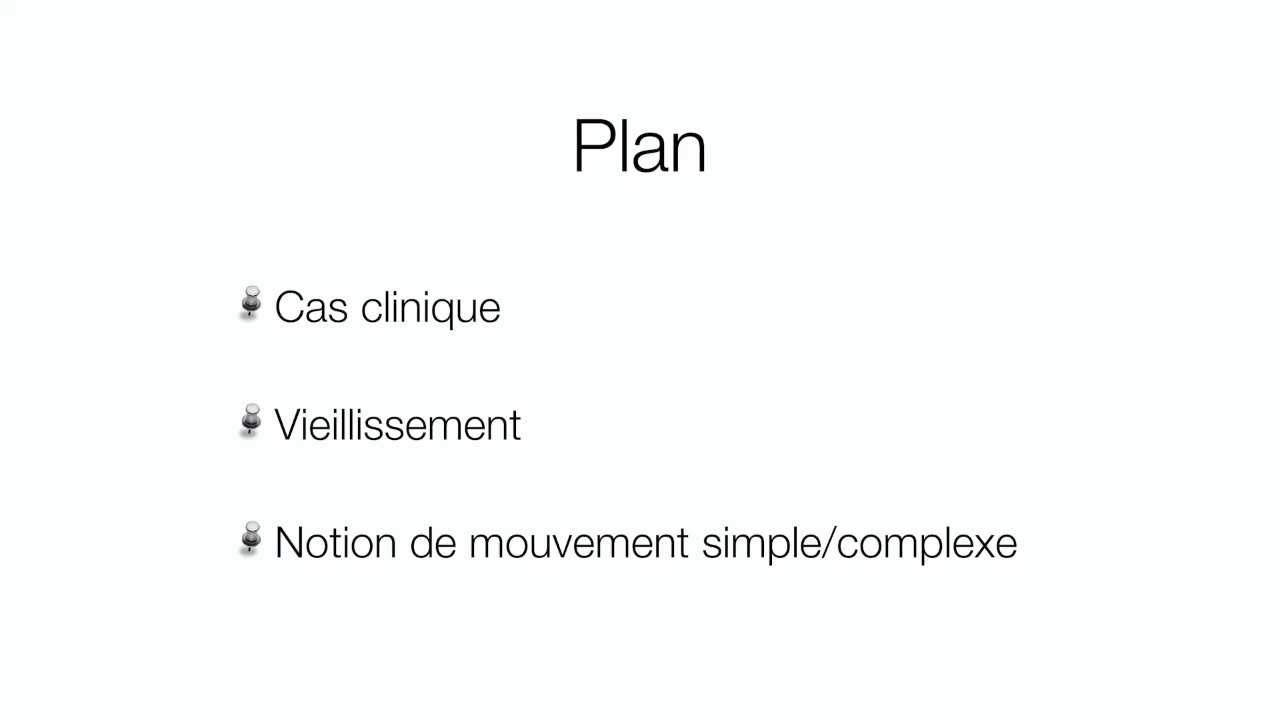 Plan
Cas clinique
Vieillissement
Notion de mouvement simple/complexe